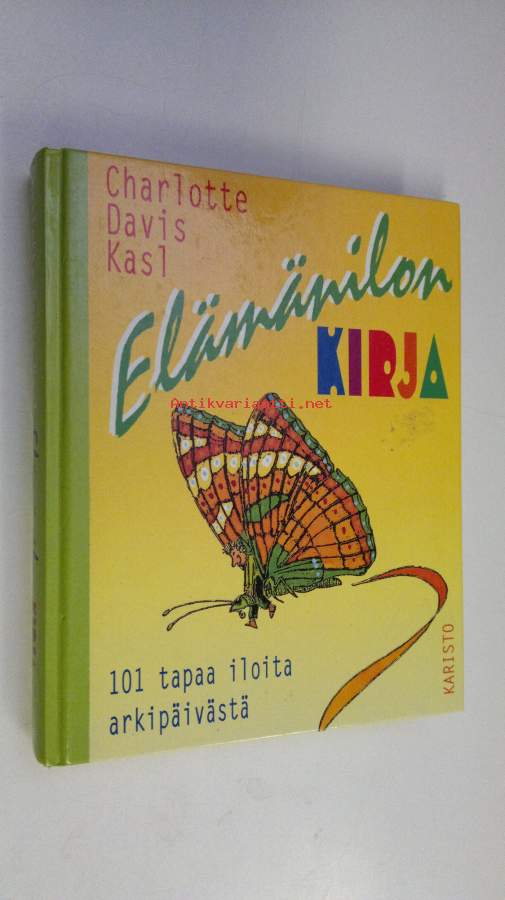 Charlotte
Davis
Kasl
Elämänilon
KIRJA
Antikvariaatti.net
101 tapaa iloita
arkipäivästä
KARISTO